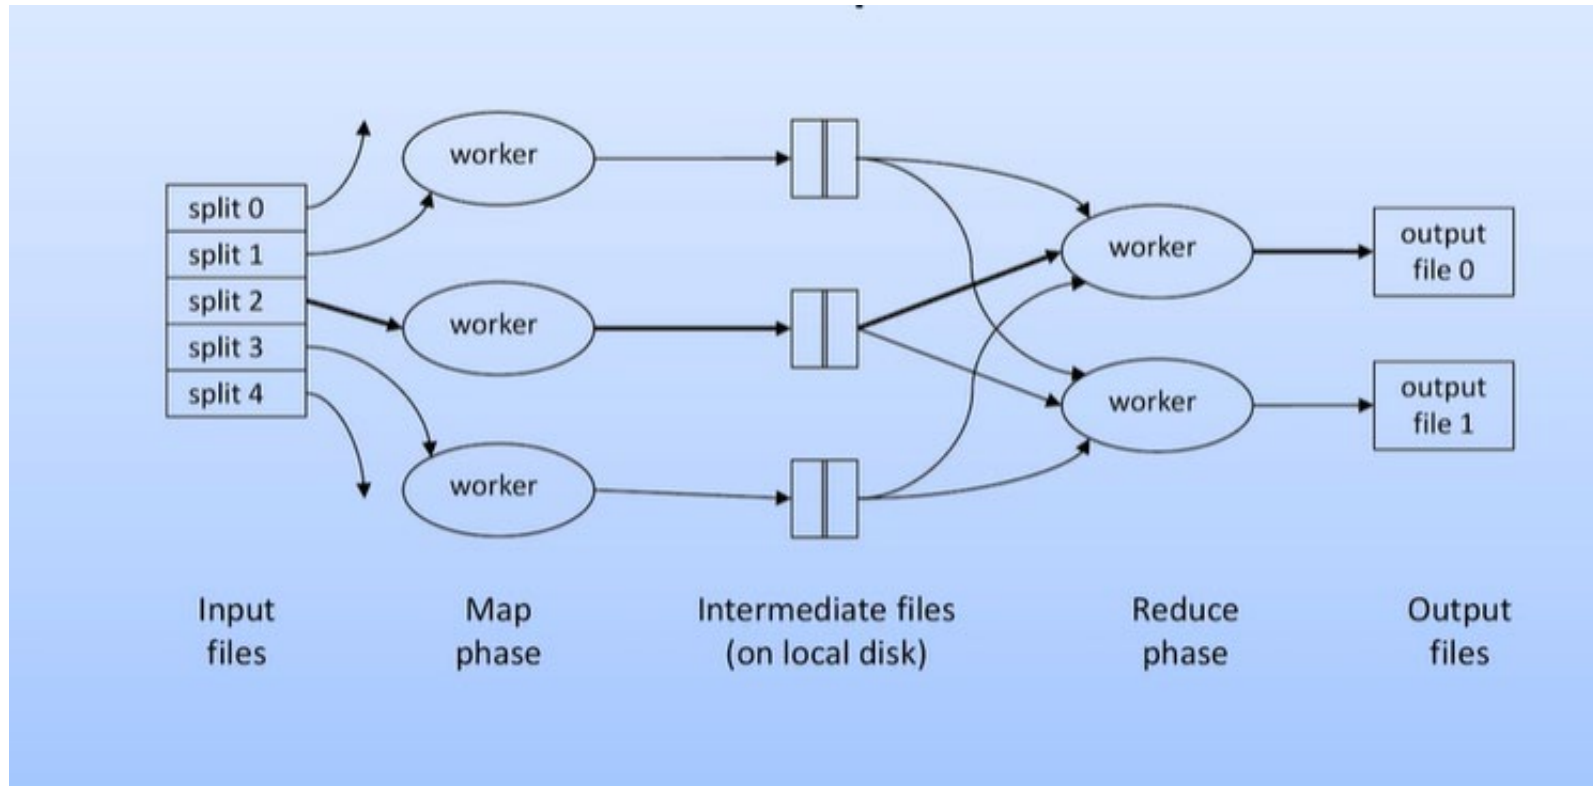 split 0
split 1
split 2
split 3
split 4
worker
worker
worker
worker
worker
output
file 0
output
file 1
Input
files
Map
phase
Intermediate files
(on local disk)
Reduce
phase
Output
files